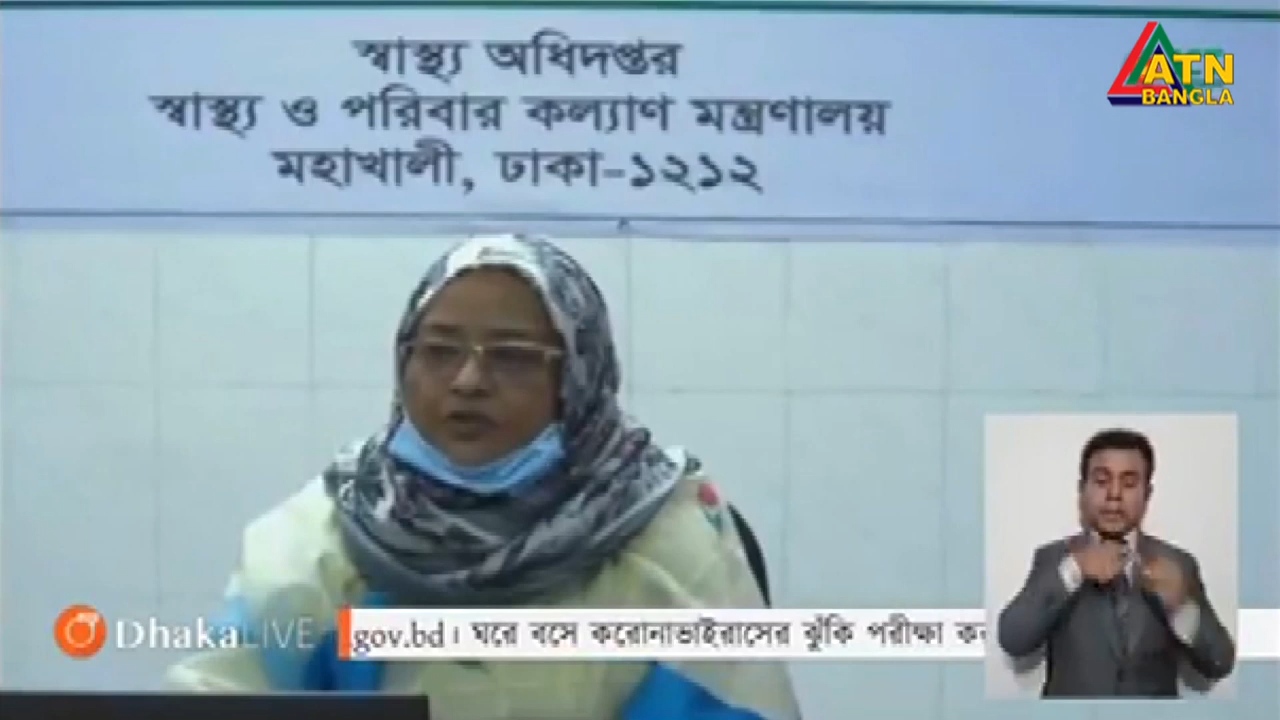 স্বাস্থ্য অধিদপ্তর
স্বাস্থ্য ও পরিবার কল্যাণ মন্ত্রণালয়
মহাখালী, ঢাকা-১২১২
ATN
BANGLA
DhakaLIVE
.gov.bd। ঘরে বসে করোনাভাইরাসের ঝুঁকি পরীক্ষা